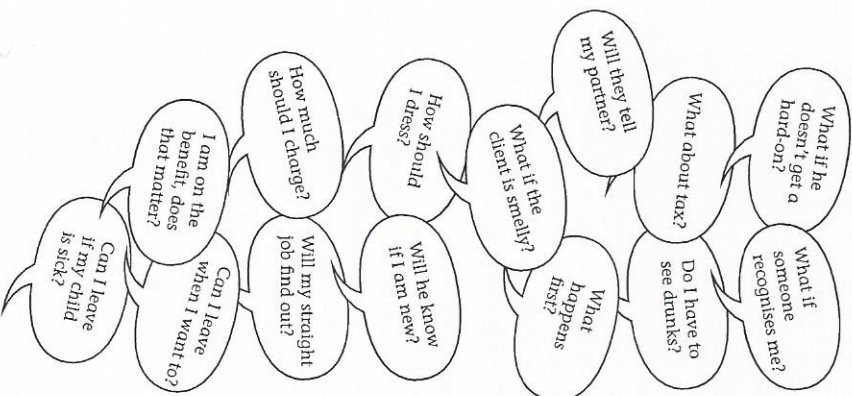 What if he
doesn't get a
hard-on?
What if
someone
recognises me?
What about tax?
Do I have to
see drunks?
Will they tell
my partner?
What
happens
first?
What if the
client is smelly?
How should
I dress?
Will he know
if I am new?
How much
should I charge?
Will my straight
job find out?
I am on the
benefit, does
that matter?
Can I leave
when I want to?
Can I leave
if my child
is sick?